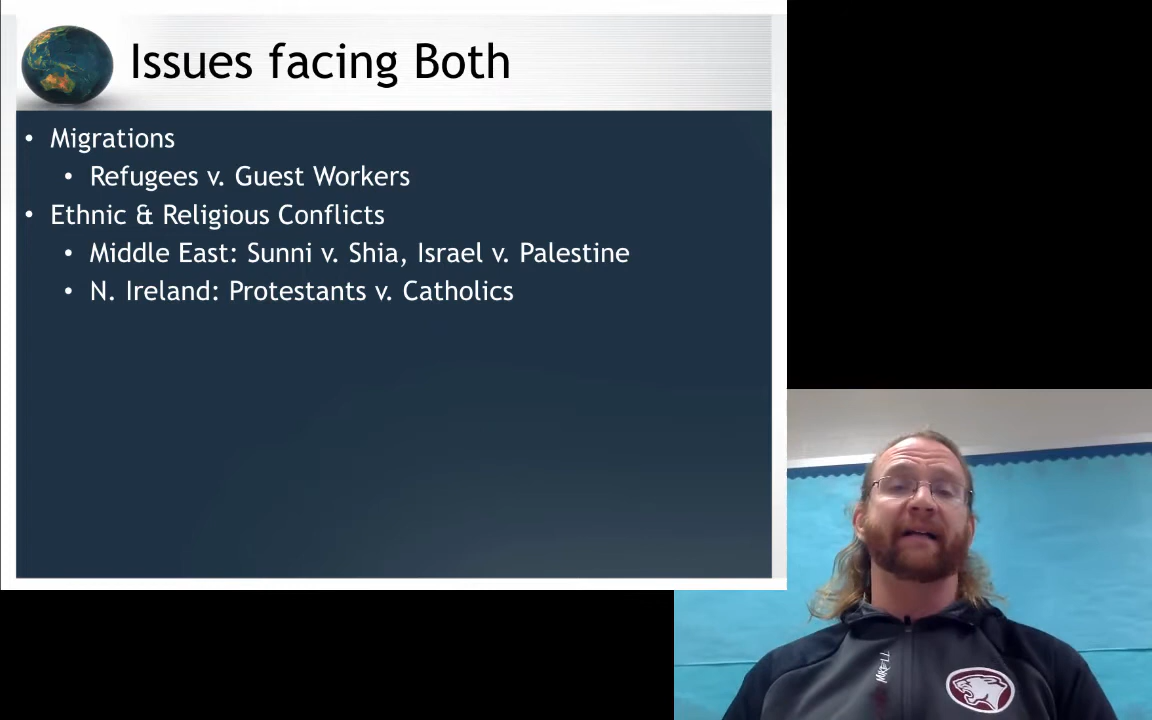 Issues facing Both
• Migrations
• Refugees v. Guest Workers
• Ethnic & Religious Conflicts
• Middle East: Sunni v. Shia, Israel v. Palestine
• N. Ireland: Protestants v. Catholics
MIKELL